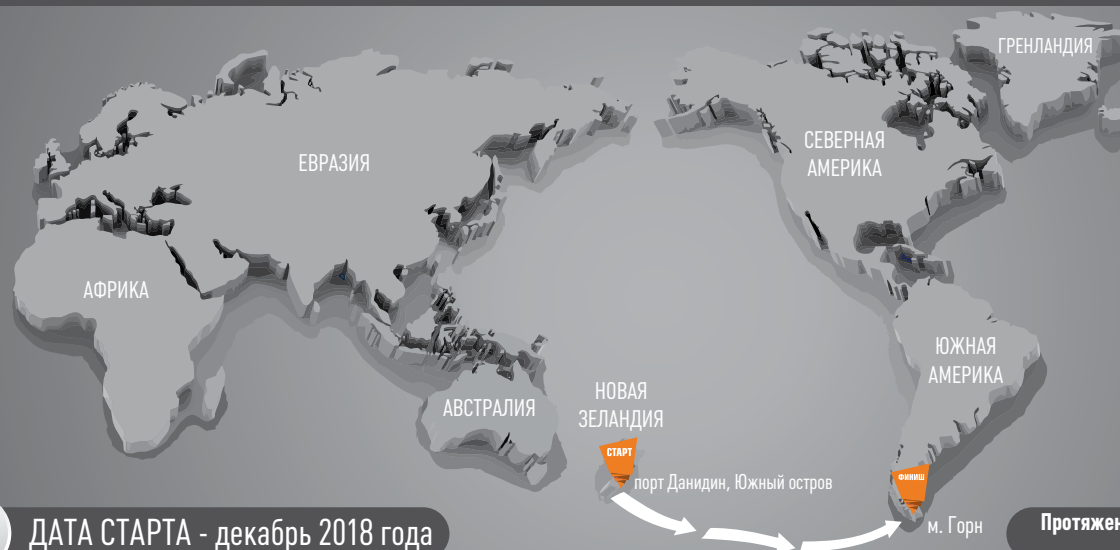 ГРЕНЛАНДИЯ
СЕВЕРНАЯ
АМЕРИКА
ЕВРАЗИЯ
АФРИКА
ЮЖНАЯ
АМЕРИКА
НОВАЯ
ЗЕЛАНДИЯ
АВСТРАЛИЯ
СТАРТ
порт Данидин, Южный остров
ФИНИШ
м. Горн
ДАТА СТАРТА - декабрь 2018 года